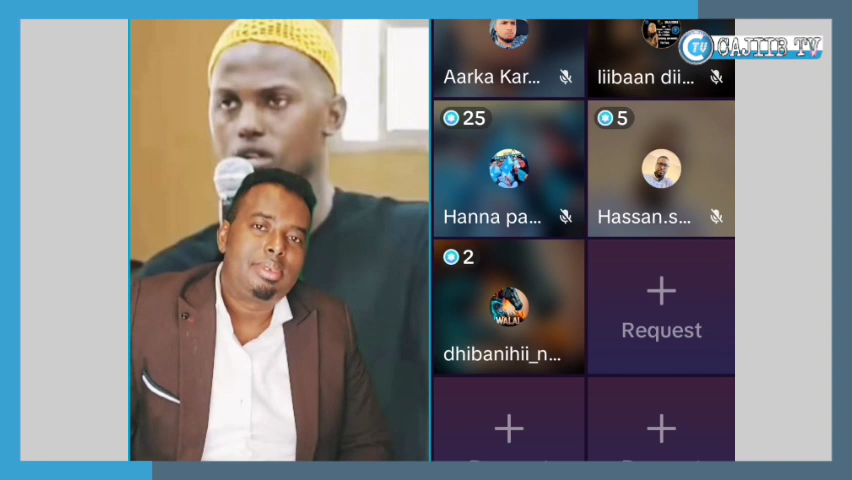 CAJIIB TV
Aarka Kar...
liibaan dii...
25
5
Hanna pa...
Hassan.s...
2
WALAL
dhibanihii_n...
Request